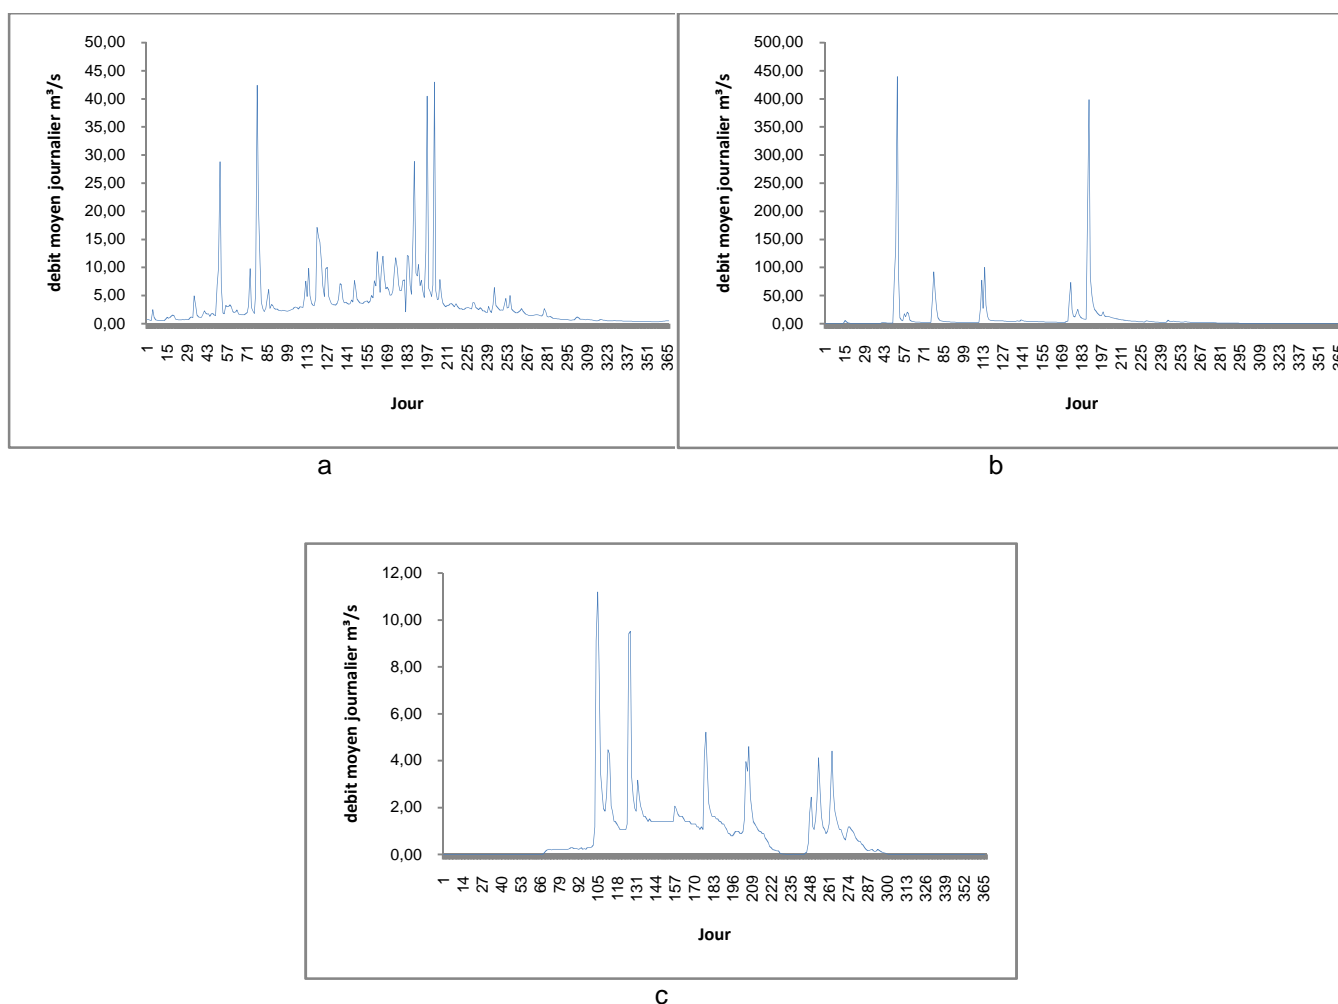 50,00
45,00
40,00
35,00
30,00
25,00
20,00
15,00
10,00
5,00
0,00
debit moyen journalier m³/s
1 15 29 43 57 71 85 99 113 127 141 155 169 183 197 211 225 239 253 267 281 295 309 323 337 351 365
Jour
a
500,00
450,00
400,00
350,00
300,00
250,00
200,00
150,00
100,00
50,00
0,00
debit moyen journalier m³/s
1 15 29 43 57 71 85 99 113 127 141 155 169 183 197 211 225 239 253 267 281 295 309 323 337 351 365
Jour
b
12,00
10,00
8,00
6,00
4,00
2,00
0,00
debit moyen journalier m³/s
1 14 27 40 53 66 79 92 105 118 131 144 157 170 183 196 209 222 235 248 261 274 287 300 313 326 339 352 365
Jour
c